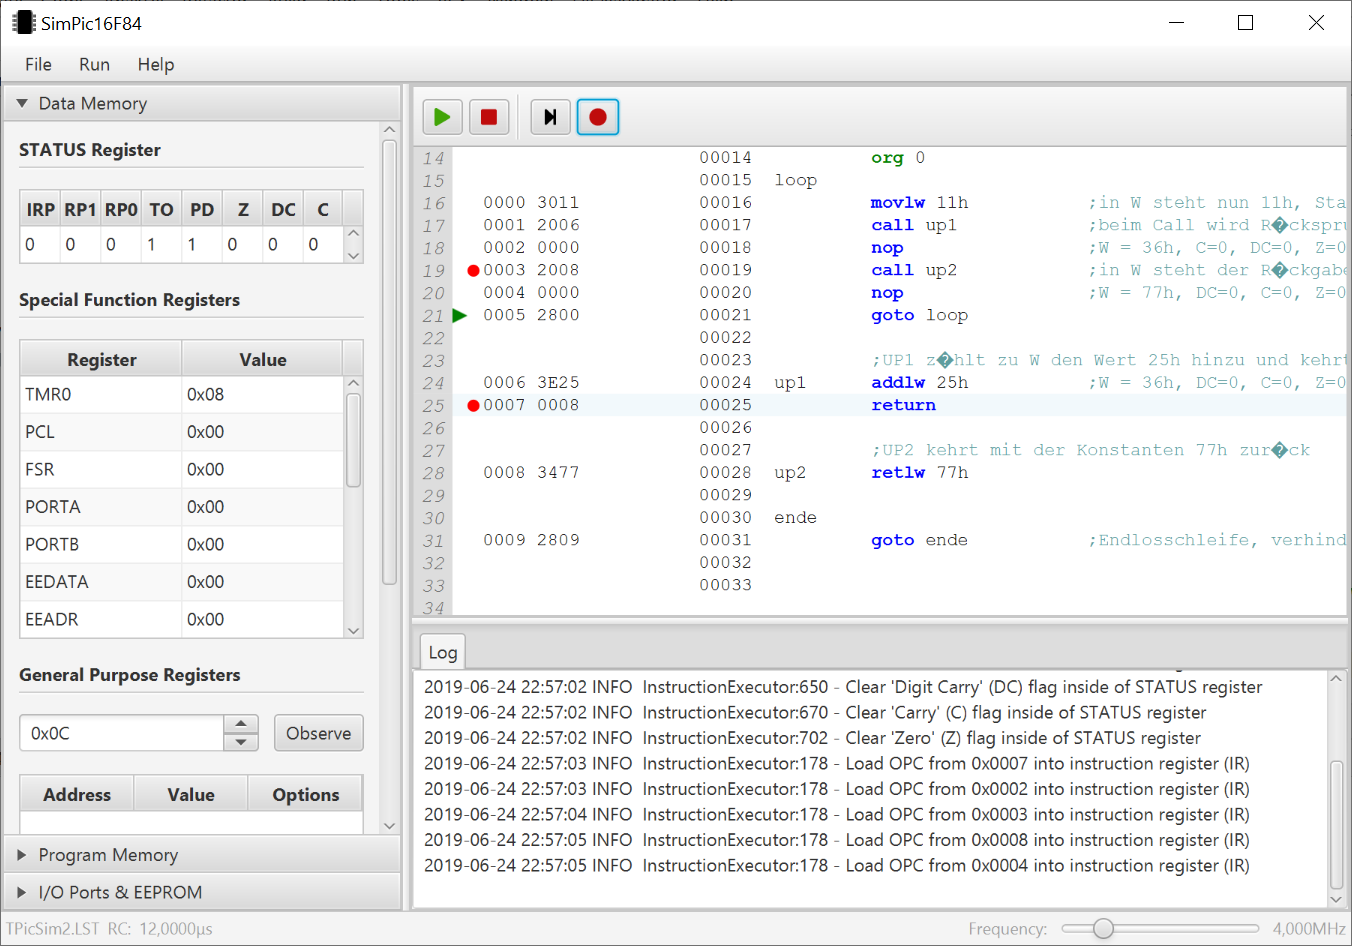 SimPic16F84
File Run Help
Data Memory
STATUS Register
IRP RP1 RP0 TO PD Z DC C
0 0 0 1 1 0 0 0
Special Function Registers
Register Value
TMR0 0x08
PCL 0x00
FSR 0x00
PORTA 0x00
PORTB 0x00
EEDATA 0x00
EEADR 0x00
General Purpose Registers
0x0C Observe
Address Value Options
Program Memory
I/O Ports & EEPROM
14 00014 org 0
15 00015 loop
16 0000 3011 00016 movlw 11h ;in W steht nun 11h, Sta
17 0001 2006 00017 call up1 ;beim Call wird R�ckspru
18 0002 0000 00018 nop ;W = 36h, C=0, DC=0, Z=0
19 0003 2008 00019 call up2 ;in W steht der R�ckgabe
20 0004 0000 00020 nop ;W = 77h, DC=0, C=0, Z=0
21 0005 2800 00021 goto loop
22 00022
23 00023 ;UP1 z�hlt zu W den Wert 25h hinzu und kehrt
24 0006 3E25 00024 up1 addlw 25h ;W = 36h, DC=0, C=0, Z=0
25 0007 0008 00025 return
26 00026
27 00027 ;UP2 kehrt mit der Konstanten 77h zur�ck
28 0008 3477 00028 up2 retlw 77h
29 00029
30 00030 ende
31 0009 2809 00031 goto ende ;Endlosschleife, verhind
32 00032
33 00033
34
Log
2019-06-24 22:57:02 INFO InstructionExecutor:650 - Clear 'Digit Carry' (DC) flag inside of STATUS register
2019-06-24 22:57:02 INFO InstructionExecutor:670 - Clear 'Carry' (C) flag inside of STATUS register
2019-06-24 22:57:02 INFO InstructionExecutor:702 - Clear 'Zero' (Z) flag inside of STATUS register
2019-06-24 22:57:03 INFO InstructionExecutor:178 - Load OPC from 0x0007 into instruction register (IR)
2019-06-24 22:57:03 INFO InstructionExecutor:178 - Load OPC from 0x0002 into instruction register (IR)
2019-06-24 22:57:04 INFO InstructionExecutor:178 - Load OPC from 0x0003 into instruction register (IR)
2019-06-24 22:57:05 INFO InstructionExecutor:178 - Load OPC from 0x0008 into instruction register (IR)
2019-06-24 22:57:05 INFO InstructionExecutor:178 - Load OPC from 0x0004 into instruction register (IR)
TPicSim2.LST RC: 12,0000µs Frequency: 4,000MHz